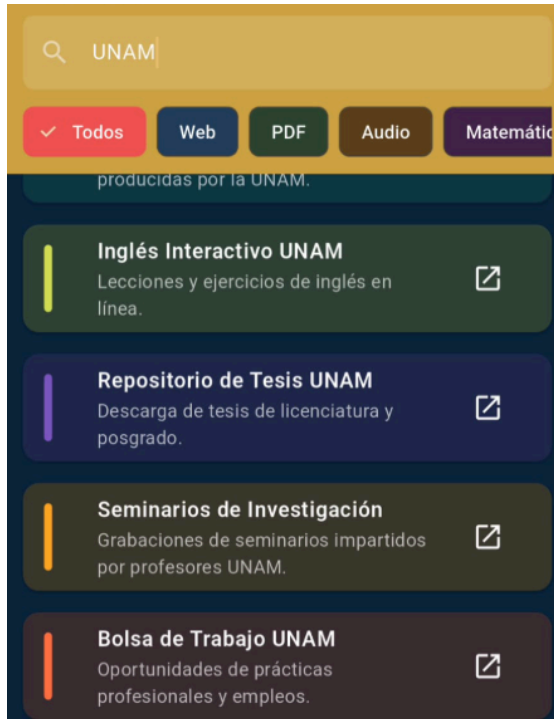 UNAM
Todos
Web
PDF
Audio
Matemátic
producidas por la UNAM.
Inglés Interactivo UNAM
Lecciones y ejercicios de inglés en
línea.
Repositorio de Tesis UNAM
Descarga de tesis de licenciatura y
posgrado.
Seminarios de Investigación
Grabaciones de seminarios impartidos
por profesores UNAM.
Bolsa de Trabajo UNAM
Oportunidades de prácticas
profesionales y empleos.